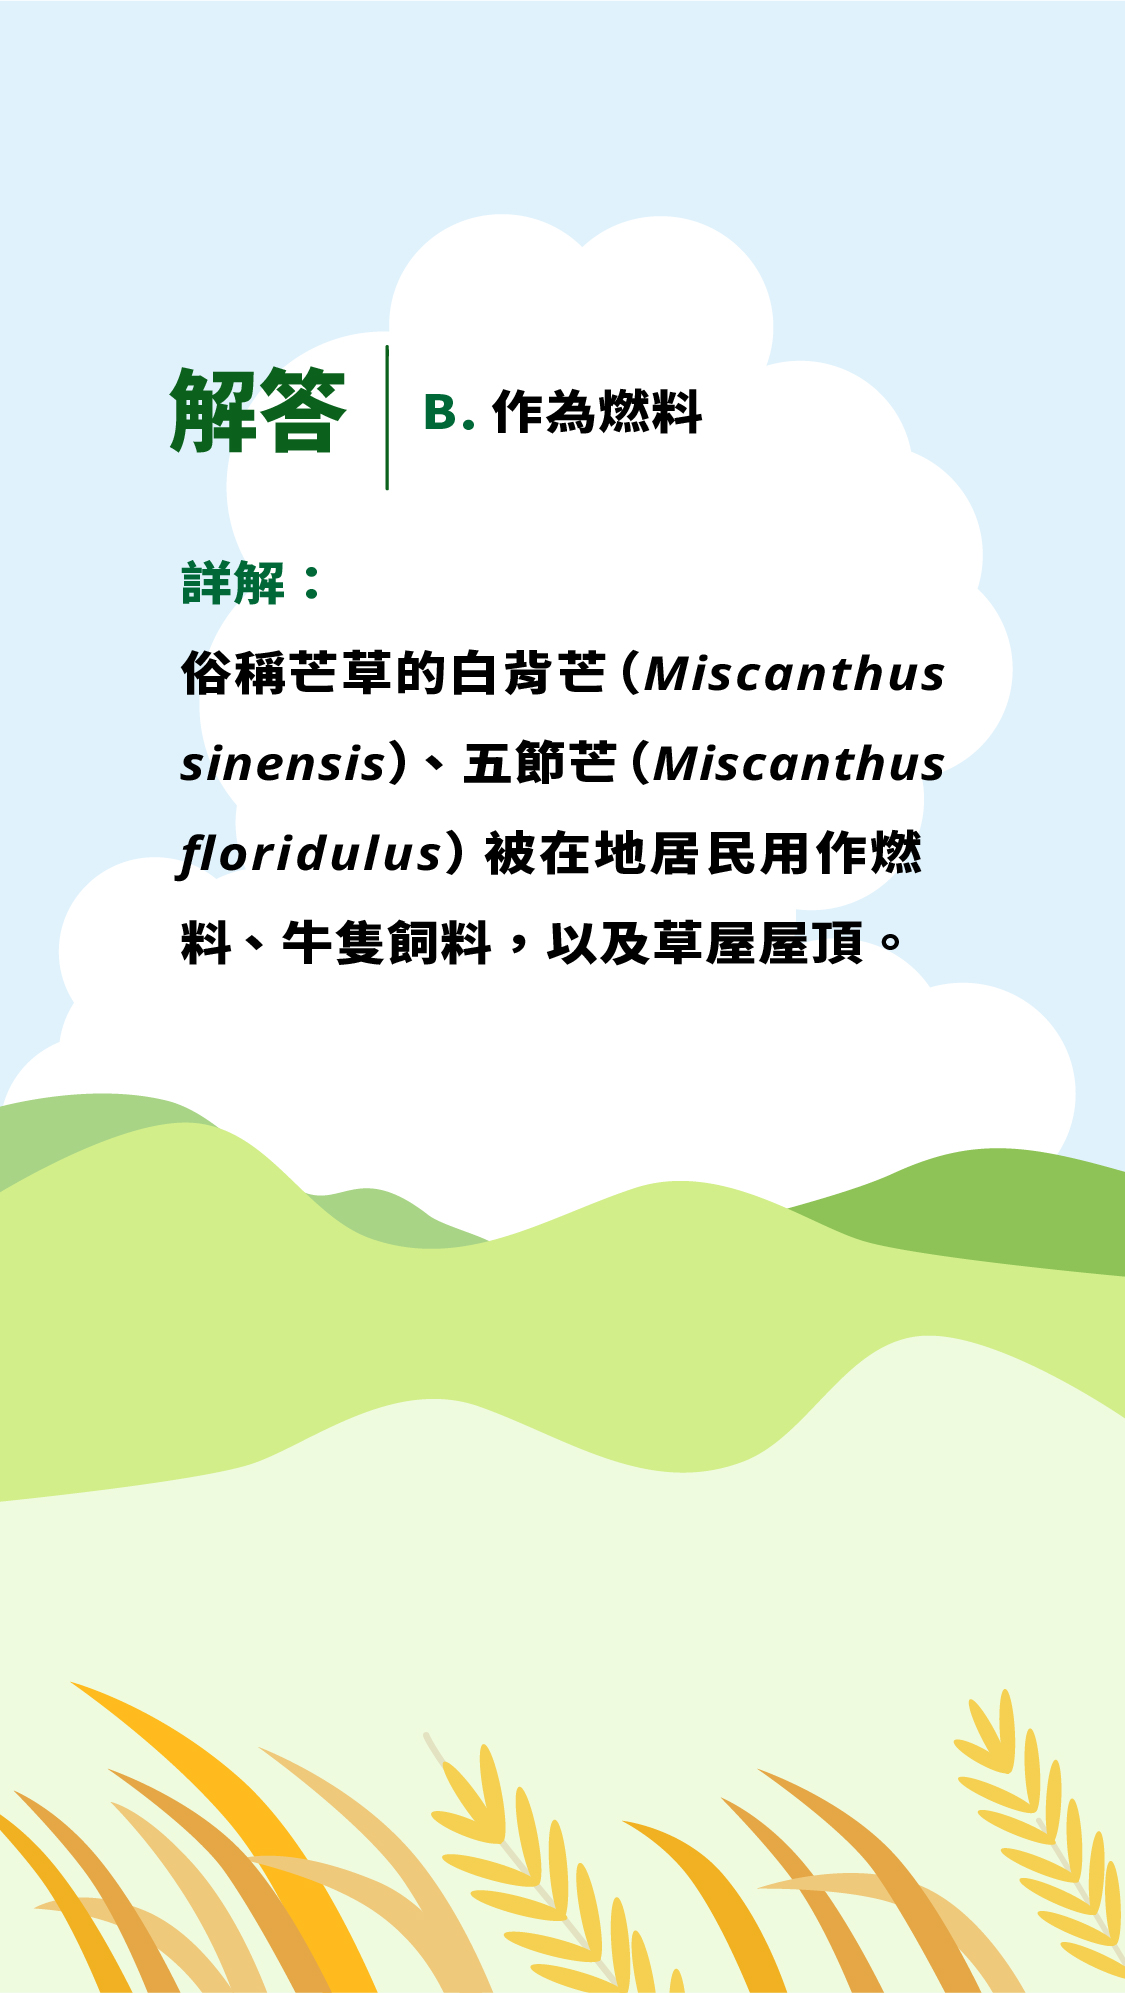 解答
B. 作為燃料
詳解：
俗稱芒草的白背芒（Miscanthus
sinensis）、五節芒（Miscanthus
floridulus）被在地居民用作燃
料、牛隻飼料，以及草屋屋頂。